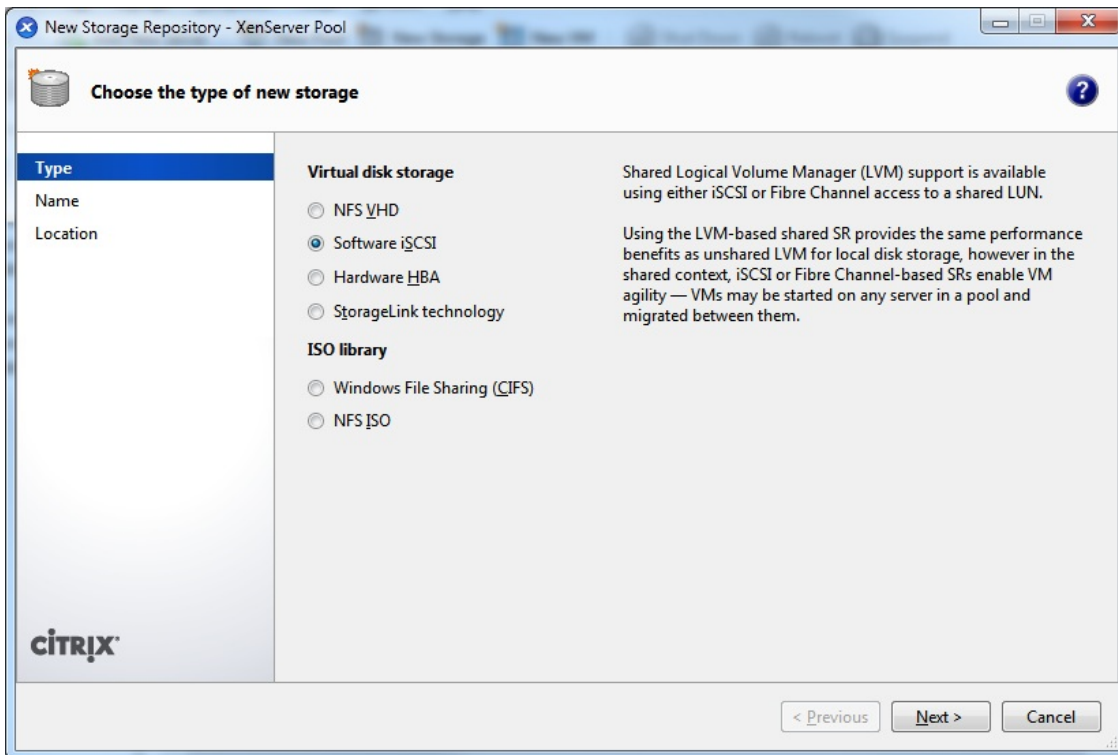 New Storage Repository - XenServer Pool
Choose the type of new storage
?
Type
Name
Location
Virtual disk storage
NFS VHD
Software iSCSI
Hardware HBA
StorageLink technology
ISO library
Windows File Sharing (CIFS)
NFS ISO
Shared Logical Volume Manager (LVM) support is available
using either iSCSI or Fibre Channel access to a shared LUN.
Using the LVM-based shared SR provides the same performance
benefits as unshared LVM for local disk storage, however in the
shared context, iSCSI or Fibre Channel-based SRs enable VM
agility — VMs may be started on any server in a pool and
migrated between them.
CITRIX
< Previous
Next >
Cancel